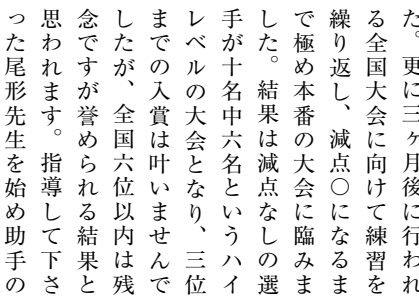 た。更に三ヶ月後に行われ
る全国大会に向けて練習を
繰り返し、減点〇になるま
で極め本番の大会に臨みま
した。結果は減点なしの選
手が十名中六名というハイ
レベルの大会となり、三位
までの入賞は叶いませんで
したが、全国六位以内は残
念ですが誉められる結果と
思われます。指導して下さ
った尾形先生を始め助手の